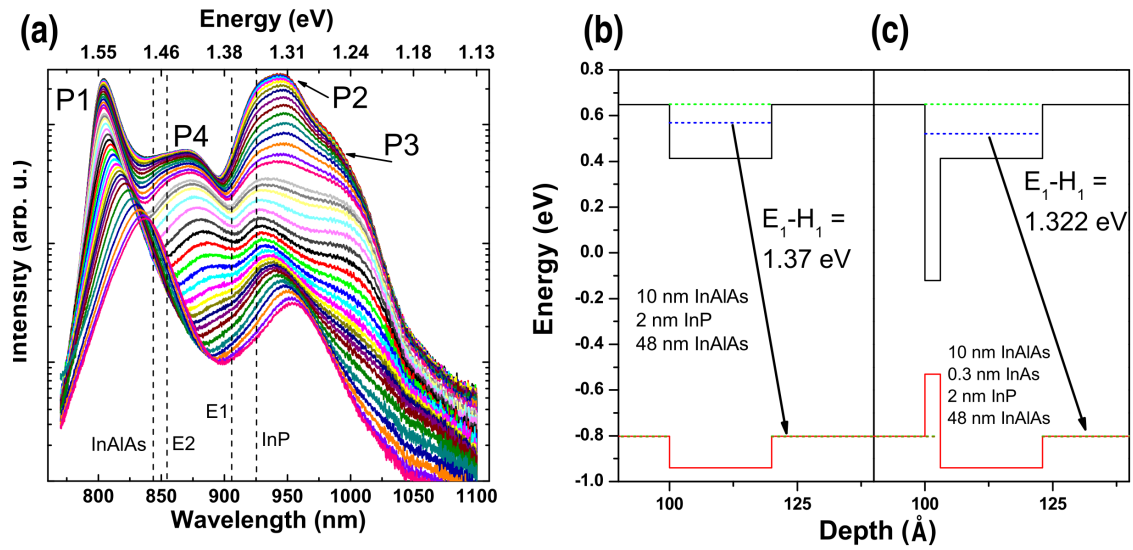 (a)
Energy (eV)
1.55 1.46 1.38 1.31 1.24 1.18 1.13
P1
P2
P4
P3
Intensity (arb. u.)
E1
InAlAs
E2
InP
800 850 900 950 1000 1050 1100
Wavelength (nm)
(b)
(c)
Energy (eV)
0.8
0.6
0.4
0.2
0.0
-0.2
-0.4
-0.6
-0.8
-1.0
E₁-H₁ =
1.37 eV
10 nm InAlAs
2 nm InP
48 nm InAlAs
E₁-H₁ =
1.322 eV
10 nm InAlAs
0.3 nm InAs
2 nm InP
48 nm InAlAs
100 125 100 125
Depth (Å)